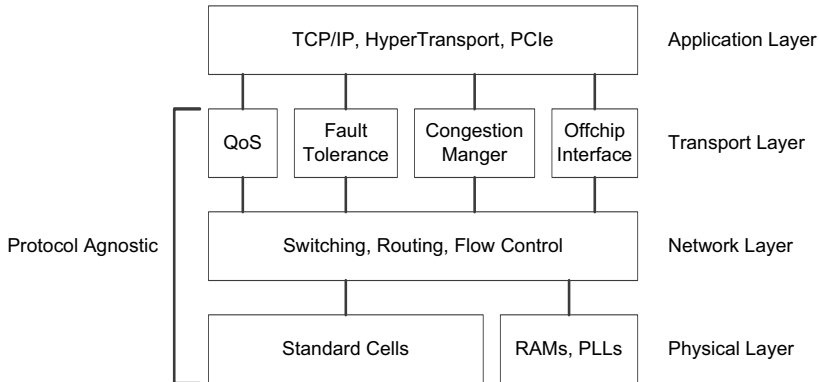 TCP/IP, HyperTransport, PCIe
Application Layer
QoS
Fault
Tolerance
Congestion
Manger
Offchip
Interface
Transport Layer
Protocol Agnostic
Switching, Routing, Flow Control
Network Layer
Standard Cells
RAMs, PLLs
Physical Layer